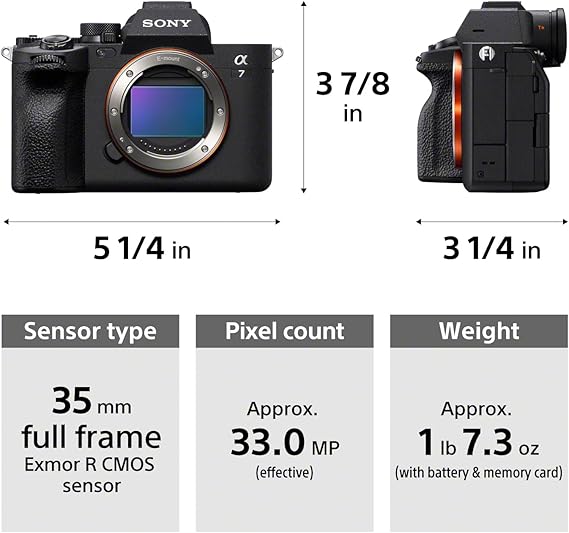 SONY
E-mount
α
7
3 7/8
in
5 1/4 in
3 1/4 in
Sensor type
35 mm
full frame
Exmor R CMOS
sensor
Pixel count
Approx.
33.0 MP
(effective)
Weight
Approx.
1 lb 7.3 oz
(with battery & memory card)